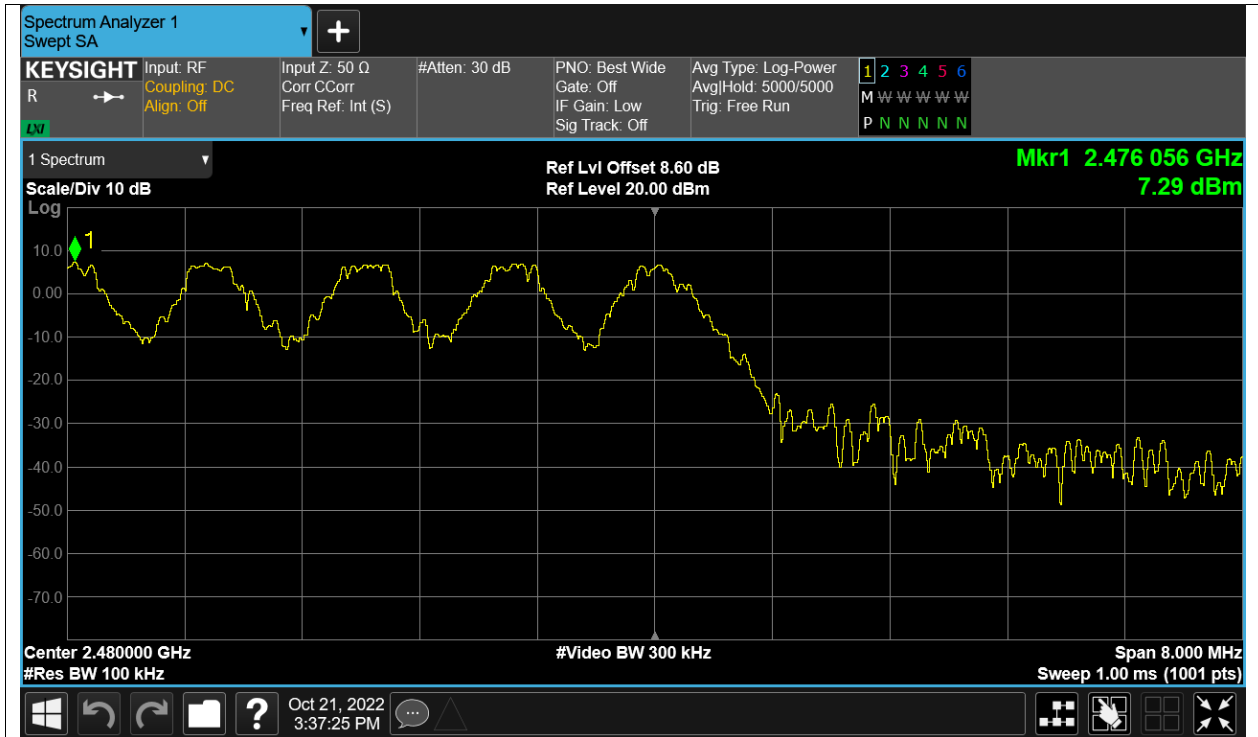 Spectrum Analyzer 1
Swept SA
+
KEYSIGHT
R
LXI
Input: RF
Coupling: DC
Align: Off
Input Z: 50 Ω
Corr CCorr
Freq Ref: Int (S)
#Atten: 30 dB
PNO: Best Wide
Gate: Off
IF Gain: Low
Sig Track: Off
Avg Type: Log-Power
Avg|Hold: 5000/5000
Trig: Free Run
1 2 3 4 5 6
M W W W W W W
P N N N N N N
1 Spectrum
Scale/Div 10 dB
Log
Ref Lvl Offset 8.60 dB
Ref Level 20.00 dBm
Mkr1 2.476 056 GHz
7.29 dBm
1
10.0
0.00
-10.0
-20.0
-30.0
-40.0
-50.0
-60.0
-70.0
Center 2.480000 GHz
#Res BW 100 kHz
#Video BW 300 kHz
Span 8.000 MHz
Sweep 1.00 ms (1001 pts)
?
Oct 21, 2022
3:37:25 PM